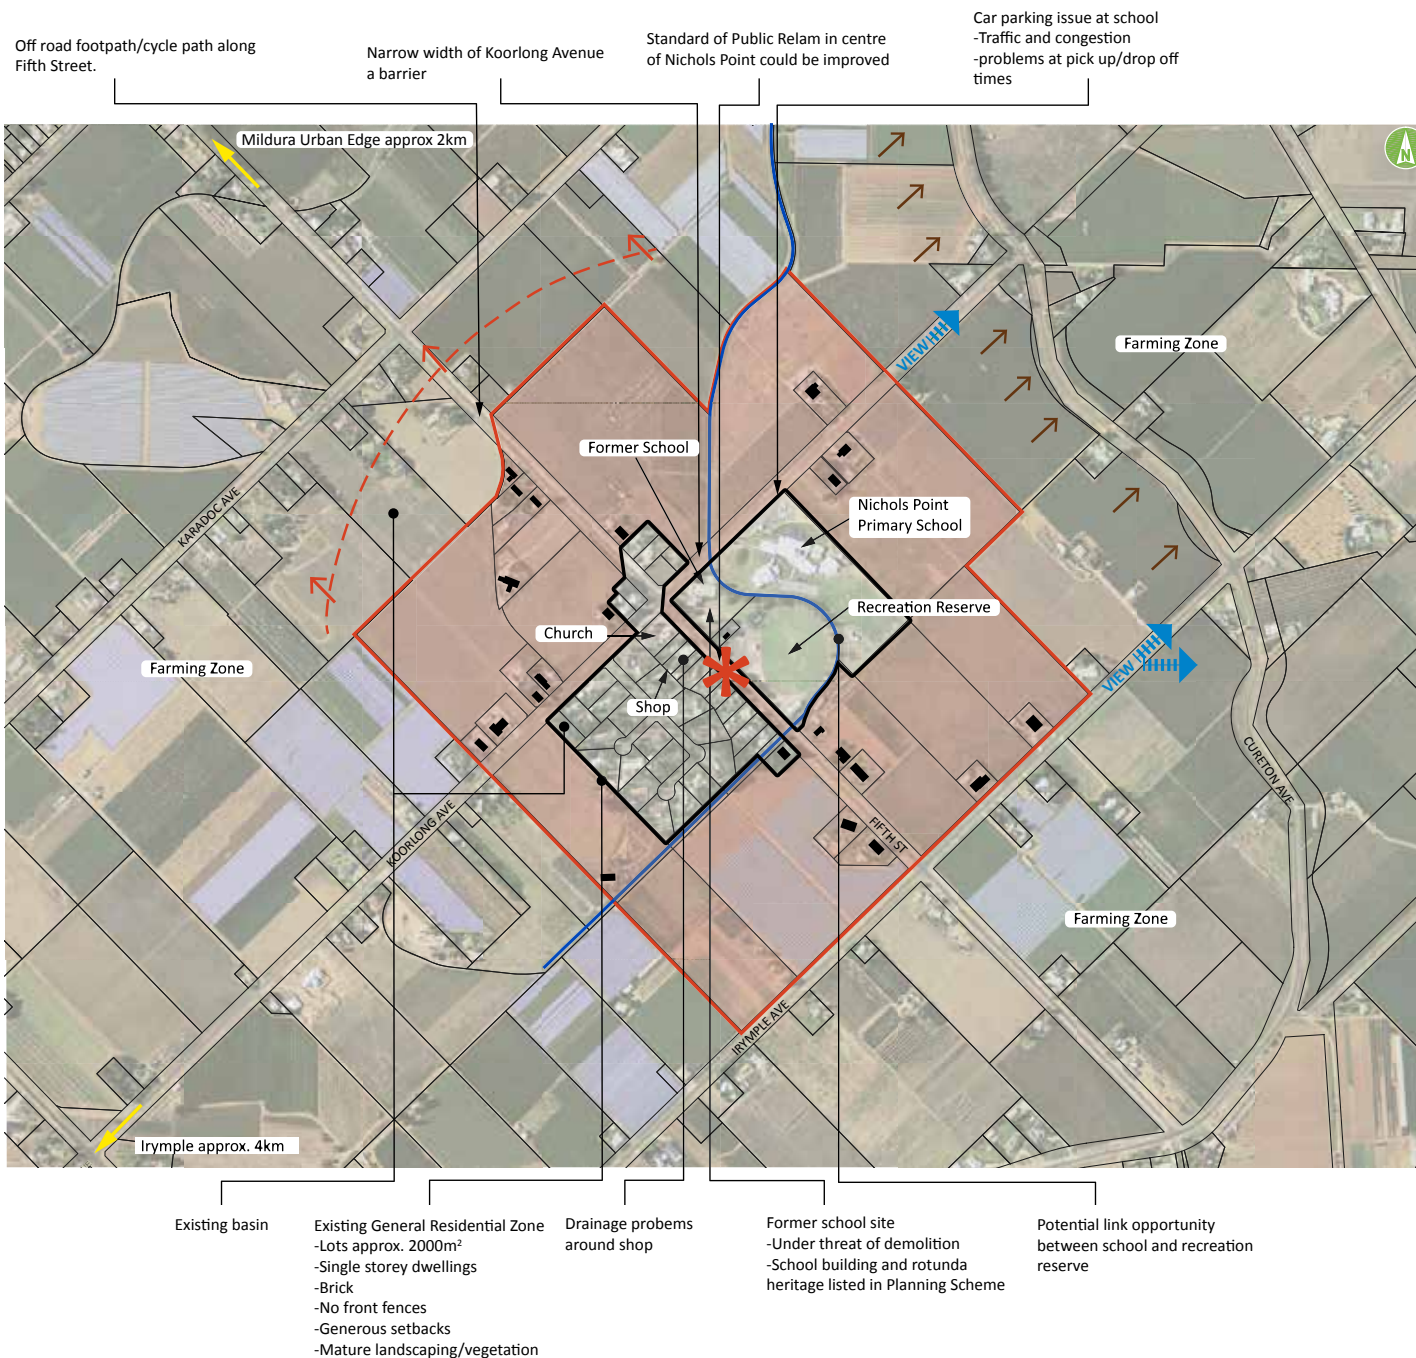 Off road footpath/cycle path along
Fifth Street.
Narrow width of Koorlong Avenue
a barrier
Standard of Public Relam in centre
of Nichols Point could be improved
Car parking issue at school
-Traffic and congestion
-problems at pick up/drop off
times
Mildura Urban Edge approx 2km
N
VIEW
Farming Zone
Former School
Nichols Point
Primary School
KARADOC AVE
Recreation Reserve
Church
Farming Zone
VIEW
Shop
CURETON AVE
KOORLONG AVE
FIFTH ST
Farming Zone
IRYMPLE AVE
Irymple approx. 4km
Existing basin
Existing General Residential Zone
-Lots approx. 2000m²
-Single storey dwellings
-Brick
-No front fences
-Generous setbacks
-Mature landscaping/vegetation
Drainage probems
around shop
Former school site
-Under threat of demolition
-School building and rotunda
heritage listed in Planning Scheme
Potential link opportunity
between school and recreation
reserve